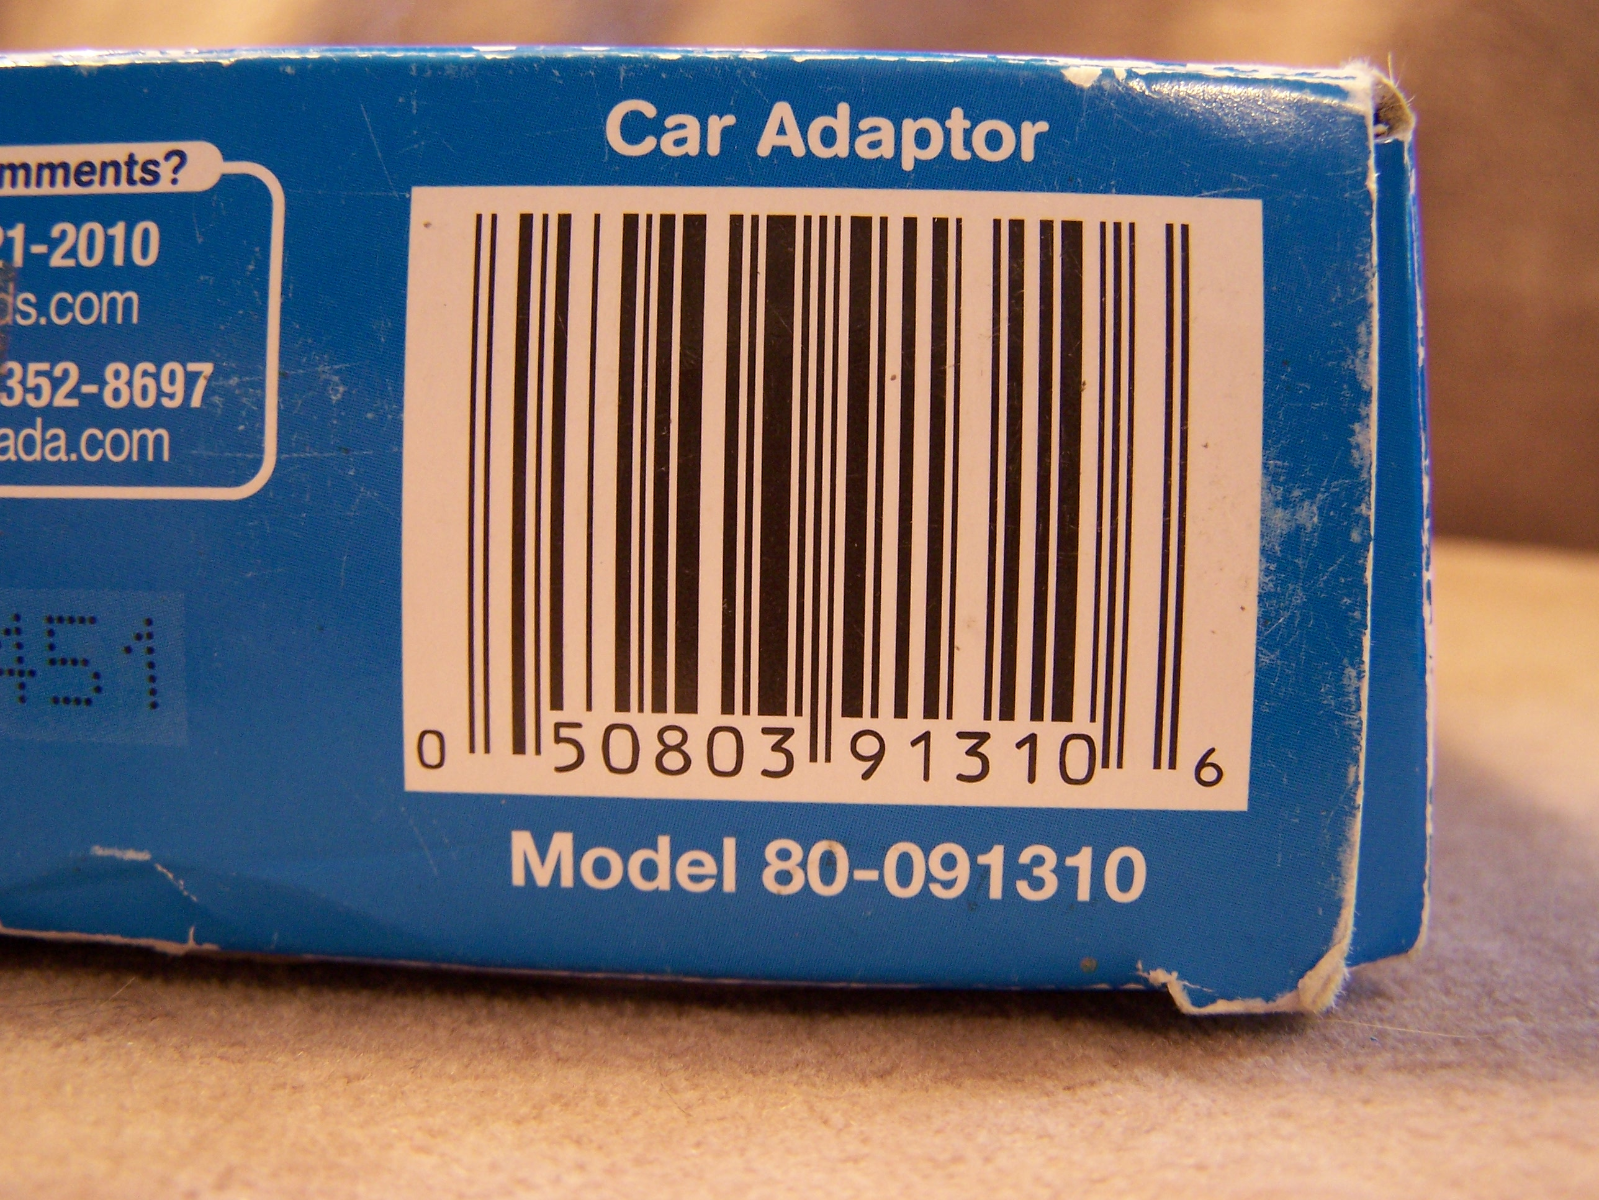 Car Adaptor
mments?
21-2010
ds.com
352-8697
ada.com
451
0 50803 91310 6
Model 80-091310